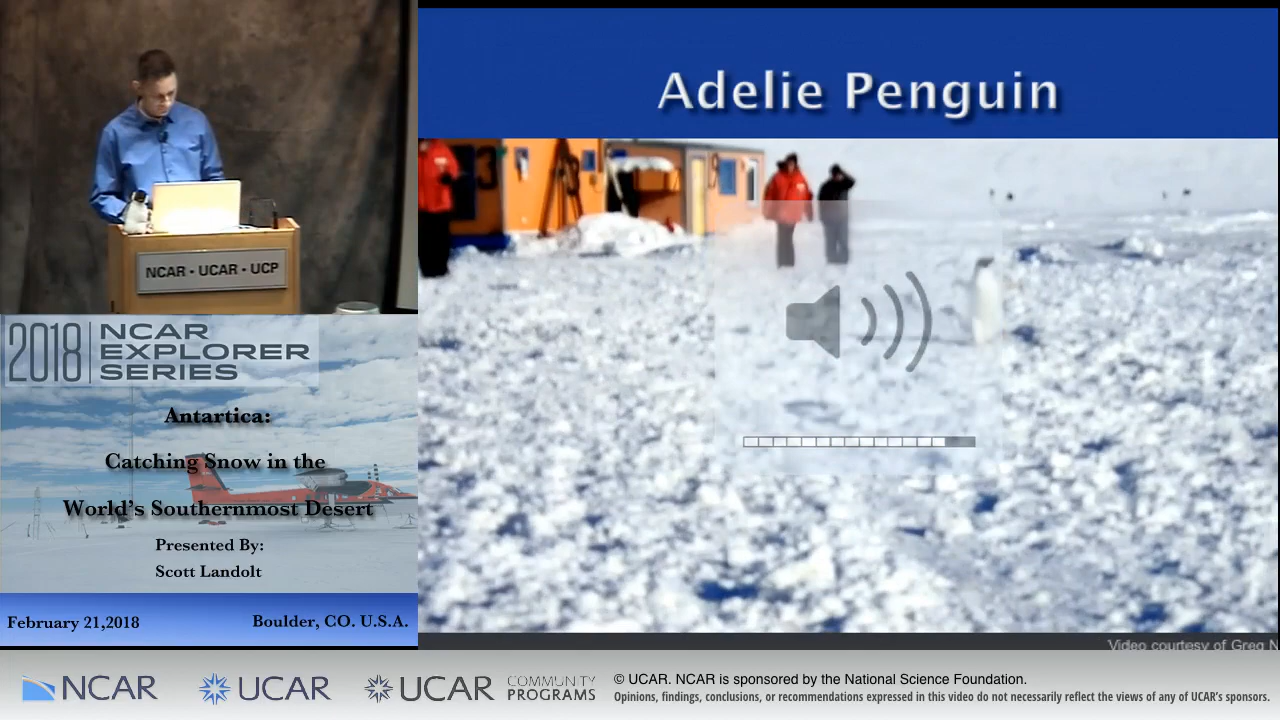 Adelie Penguin
3
NCAR • UCAR • UCP
2018 NCAR
EXPLORER
SERIES
Antartica:
Catching Snow in the
World's Southernmost Desert
Presented By:
Scott Landolt
February 21,2018
Boulder, CO. U.S.A.
Video courtesy of Greg N
NCAR
UCAR
UCAR
COMMUNITY
PROGRAMS
© UCAR. NCAR is sponsored by the National Science Foundation.
Opinions, findings, conclusions, or recommendations expressed in this video do not necessarily reflect the views of any of UCAR's sponsors.